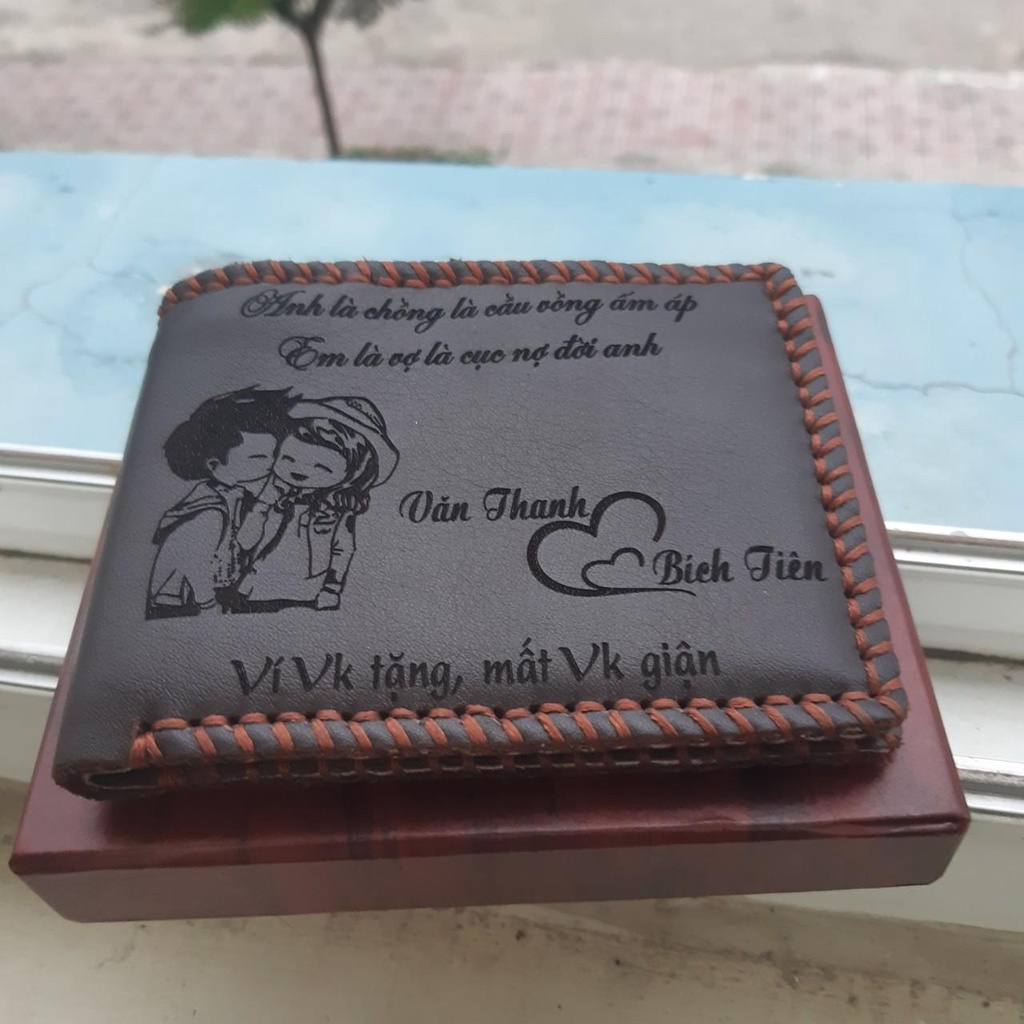 Anh là chồng là cầu vồng ấm áp
Em là vợ là cục nợ đời anh
Văn Thanh
Bích Tiên
Ví Vk tặng, mất Vk giận